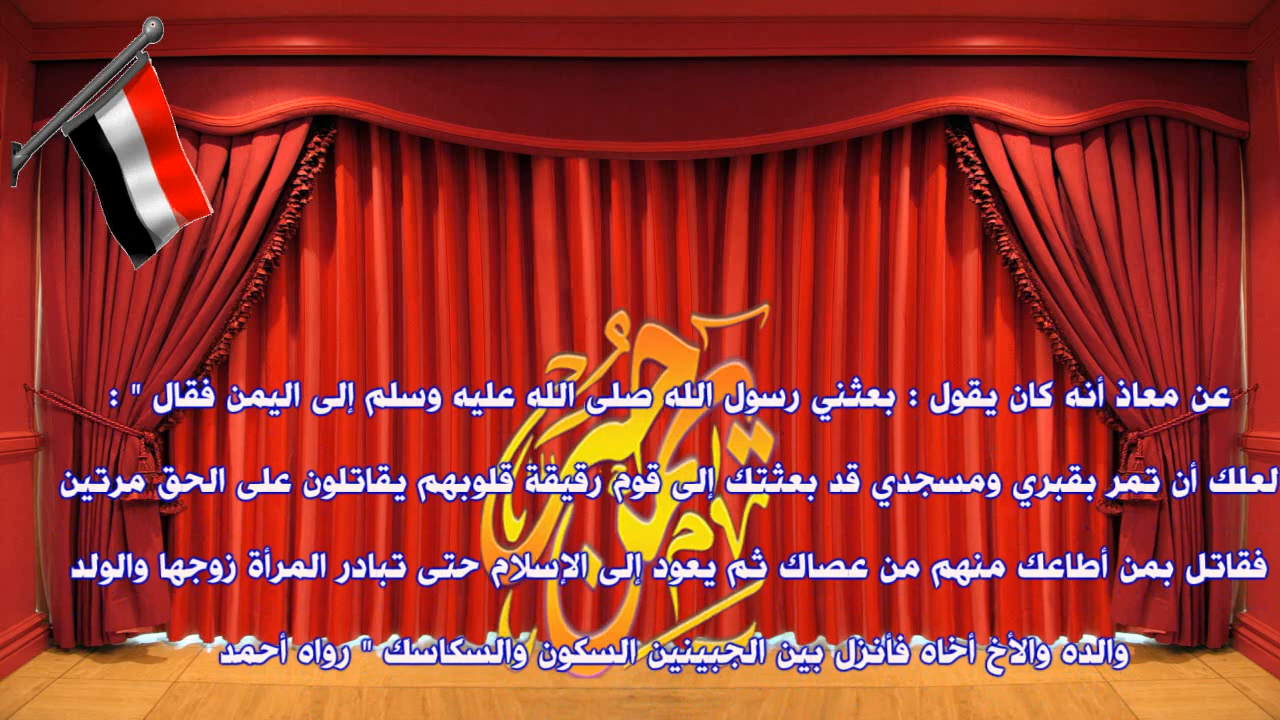 عن معاذ أنه كان يقول : بعثني رسول الله صلى الله عليه وسلم إلى اليمن فقال " :
لعلك أن تمر بقبري ومسجدي قد بعثتك إلى قوم رقيقة قلوبهم يقاتلون على الحق مرتين
فقاتل بمن أطاعك منهم من عصاك ثم يعود إلى الإسلام حتى تبادر المرأة زوجها والولد
والده والأخ أخاه فأنزل بين الجبينين السكون والسكاسك " رواه أحمد